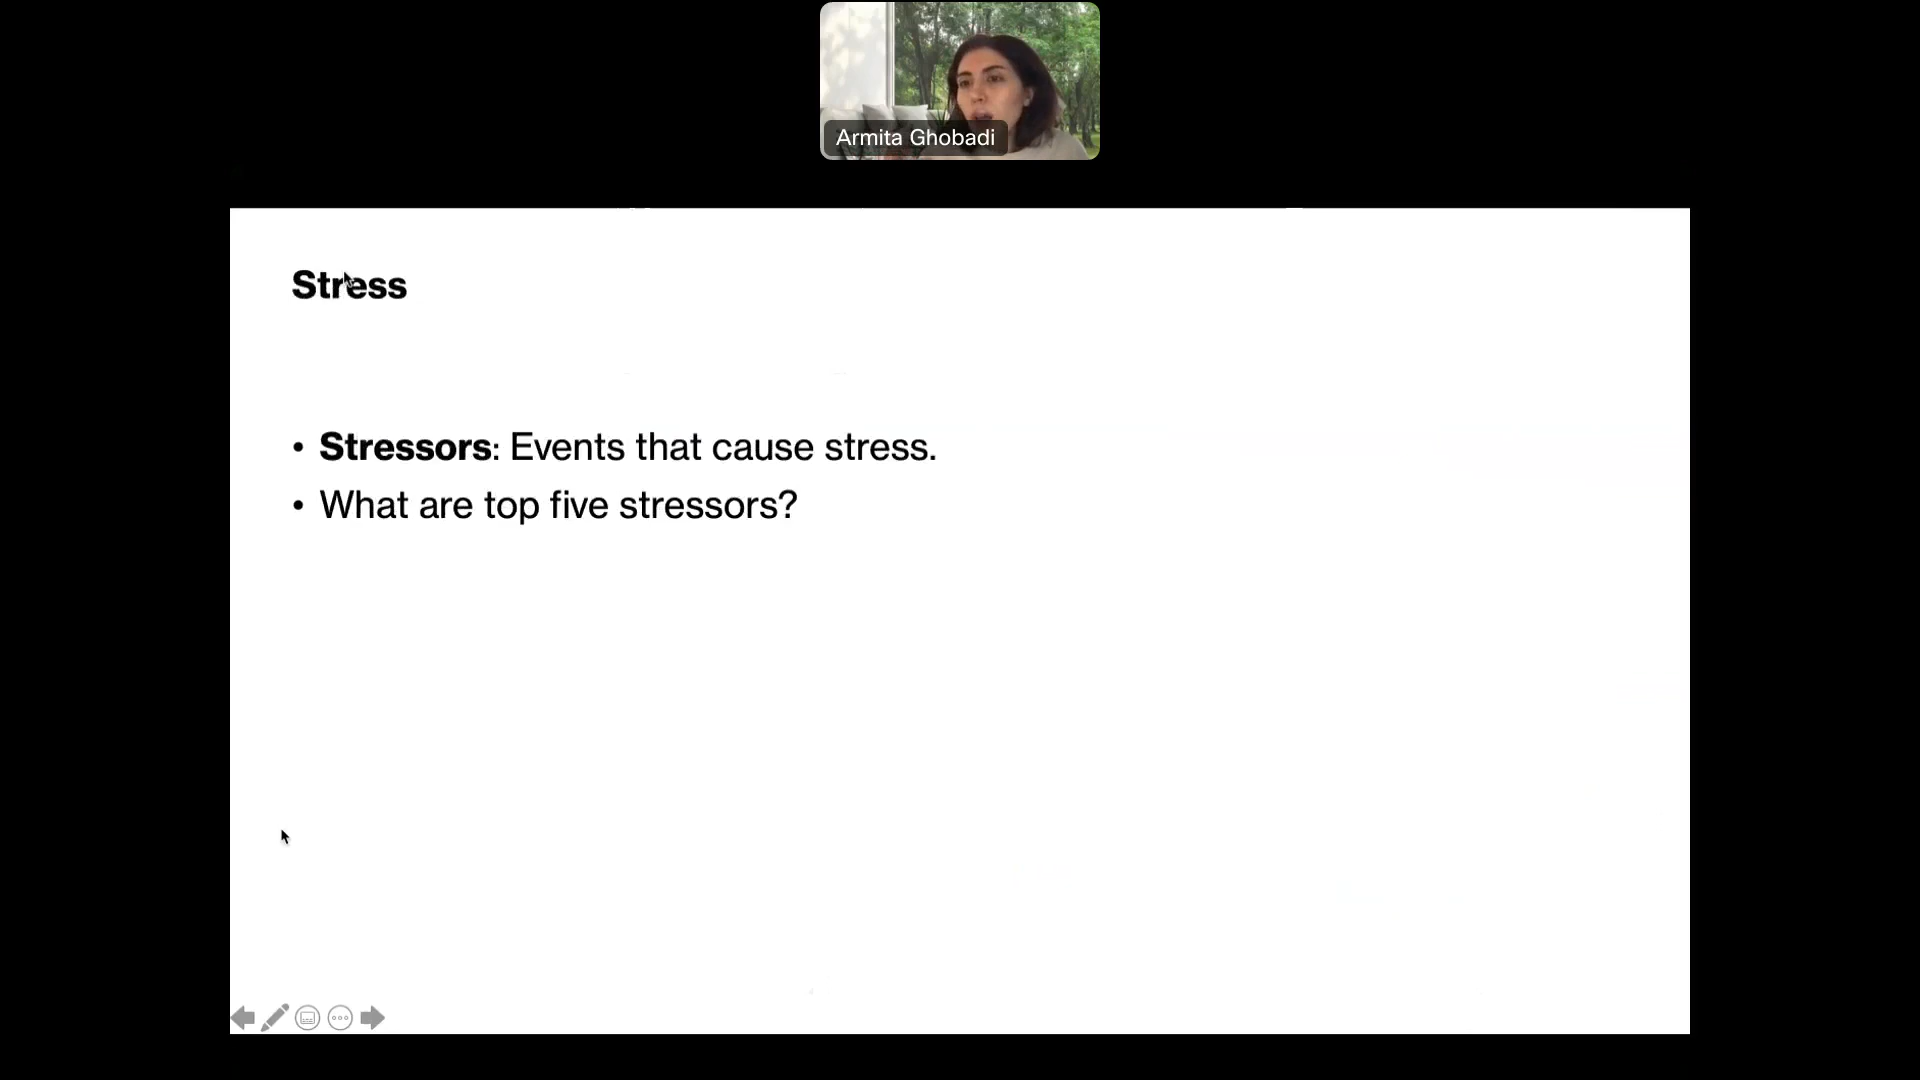 Armita Ghobadi
Stress
• Stressors: Events that cause stress.
• What are top five stressors?